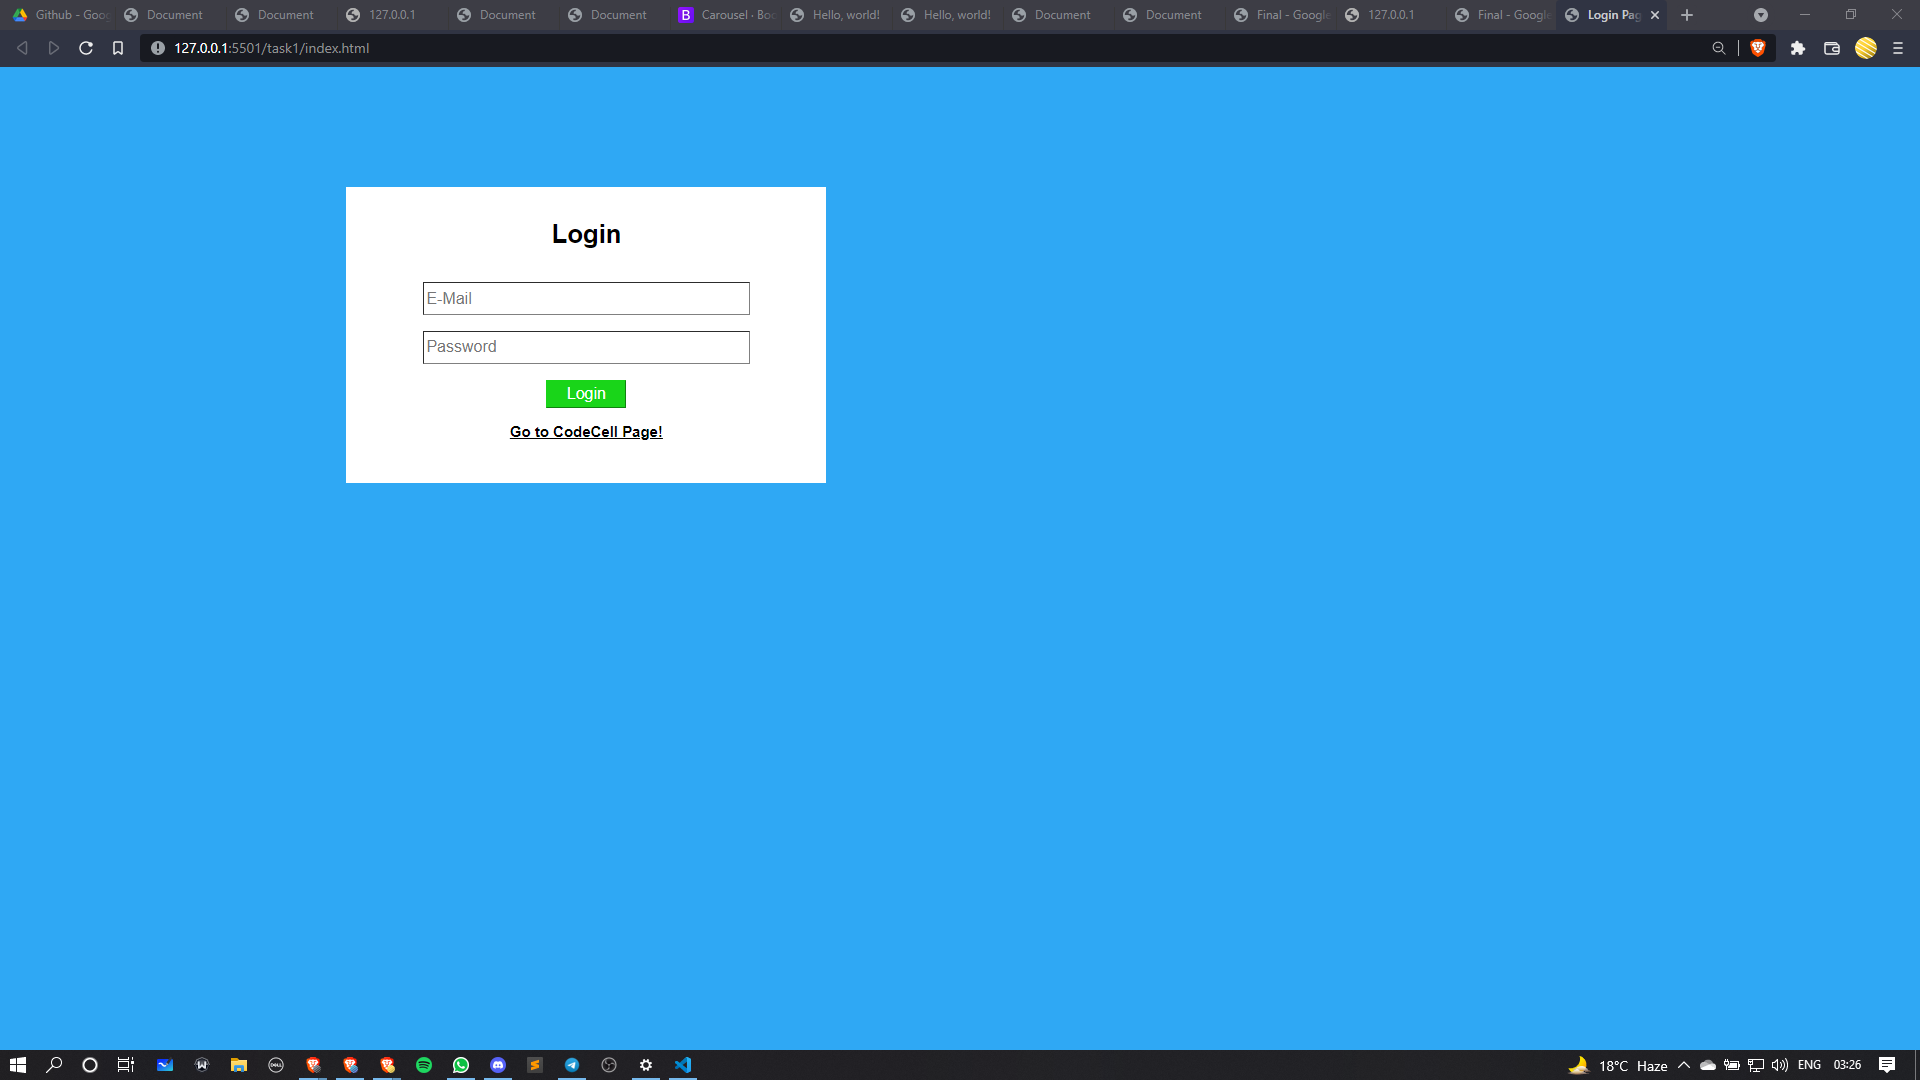 Github - Goog
Document
Document
127.0.0.1
Document
Document
B
Carousel · Boo
Hello, world!
Hello, world!
Document
Document
Final - Google
127.0.0.1
Final - Google
Login Pag
127.0.0.1:5501/task1/index.html
Login
E-Mail
Password
Login
Go to CodeCell Page!
DELL
18°C Haze
ENG
03:26